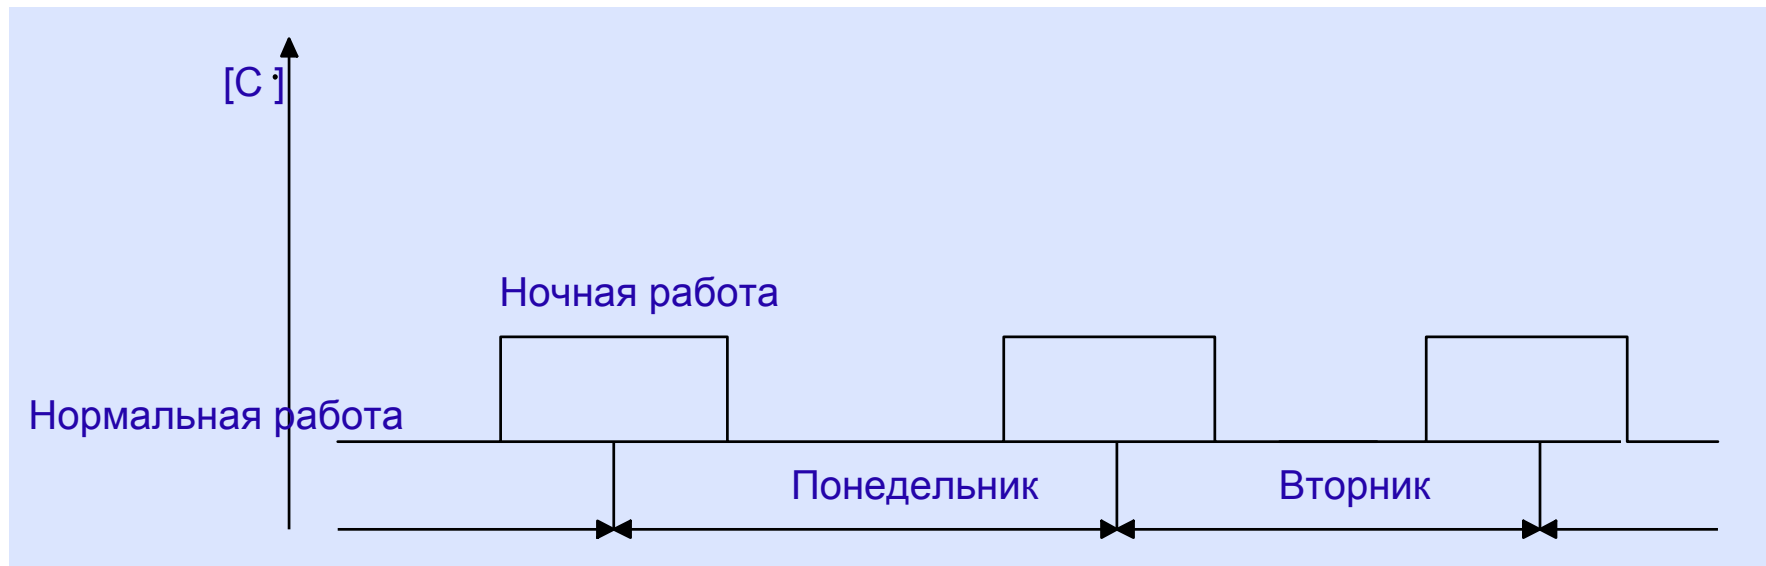 [C ̇]
Ночная работа
Нормальная работа
Понедельник
Вторник